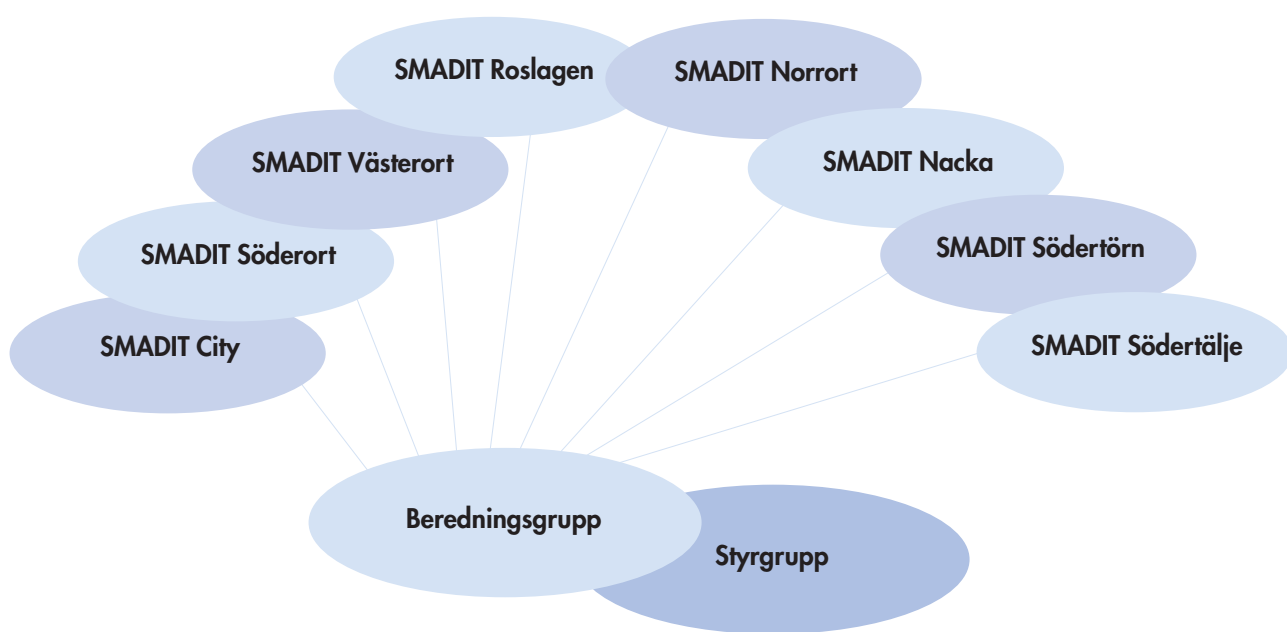 SMADIT Roslagen
SMADIT Norrort
SMADIT Västerort
SMADIT Nacka
SMADIT Söderort
SMADIT Södertörn
SMADIT City
SMADIT Södertälje
Beredningsgrupp
Styrgrupp